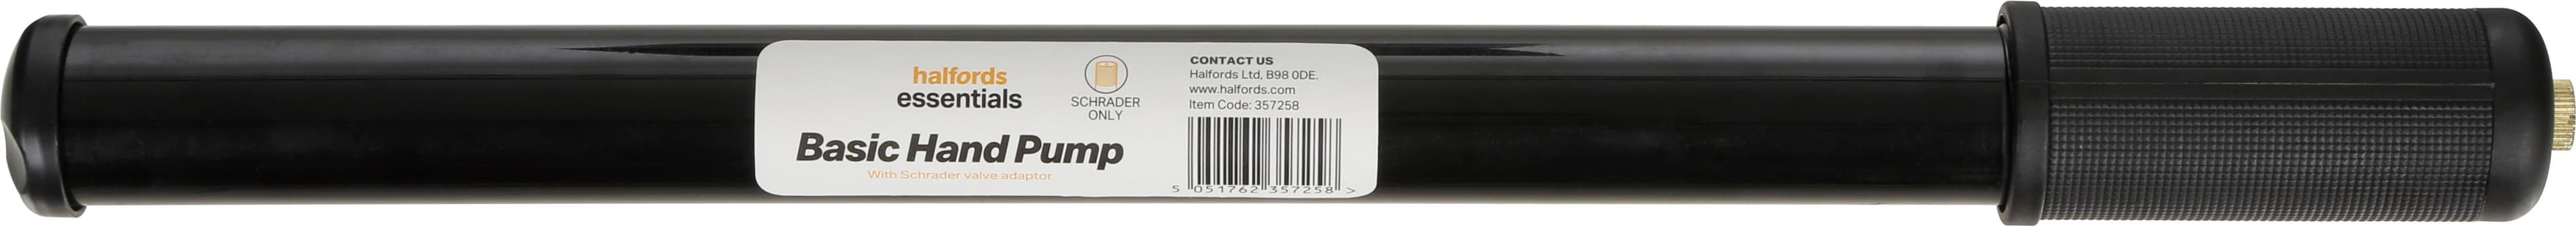 halfords
essentials
Basic Hand Pump
With Schrader valve adaptor
SCHRADER
ONLY
CONTACT US
Halfords Ltd, B98 0DE.
www.halfords.com
Item Code: 357258
5 051762 357258 >